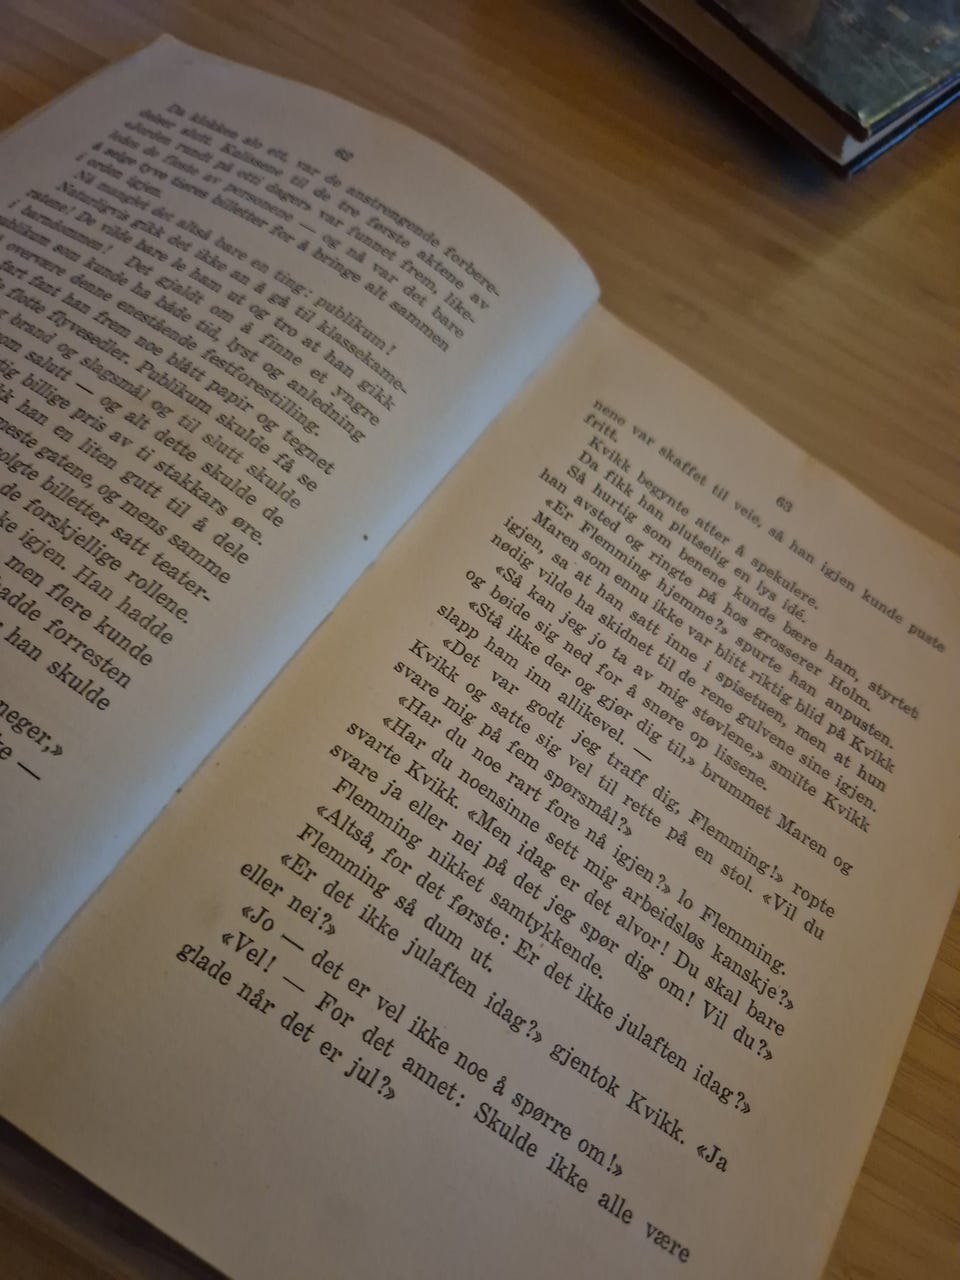 62
Da klokken slo ett, var de anstrengende forbere-
delser slutt. Kulissene til de tre første aktene av
«Jorden rundt på otti dager» var funnet frem, like-
ledes de fleste av personene — og nå var det bare
å selge tyve tiøres billetter for å bringe alt sammen
i orden igjen.
Nå manglet det altså bare en ting: publikum!
Naturligvis gikk det ikke an å gå til klassekame-
ratene! De vilde bare le ham ut og tro at han gikk
i barndommen! Det gjaldt om å finne et yngre
publikum som kunde ha både tid, lyst og anledning
overvære denne enestående festforestilling.
fart fant han frem noe blått papir og tegnet
flotte flyvesedler. Publikum skulde få se
brand og slagsmål og til slutt skulde
salutt — og alt dette skulde de
billige pris av ti stakkars øre.
han en liten gutt til å dele
gatene, og mens samme
billetter satt teater-
de forskjellige rollene.
igjen. Han hadde
men flere kunde
hadde forresten
han skulde
neger,»
—
63
nene var skaffet til veie, så han igjen kunde puste
fritt.
Kvikk begynte atter å spekulere.
Da fikk han plutselig en lys idé.
Så hurtig som benene kunde bære ham, styrtet
han avsted og ringte på hos grosserer Holm.
«Er Flemming hjemme?» spurte han anpusten.
Maren som ennu ikke var blitt riktig blid på Kvikk
igjen, sa at han satt inne i spisetuen, men at hun
nødig vilde ha skidnet til de rene gulvene sine igjen.
«Så kan jeg jo ta av mig støvlene,» smilte Kvikk
og bøide sig ned for å snøre op lissene.
«Stå ikke der og gjør dig til,» brummet Maren og
slapp ham inn allikevel. —
«Det var godt jeg traff dig, Flemming!» ropte
Kvikk og satte sig vel til rette på en stol. «Vil du
svare mig på fem spørsmål?»
«Har du noe rart fore nå igjen?» lo Flemming.
«Har du noensinne sett mig arbeidsløs kanskje?»
svarte Kvikk. «Men idag er det alvor! Du skal bare
svare ja eller nei på det jeg spør dig om! Vil du?»
Flemming nikket samtykkende.
«Altså, for det første: Er det ikke julaften idag?»
Flemming så dum ut.
«Er det ikke julaften idag?» gjentok Kvikk. «Ja
eller nei?»
«Jo — det er vel ikke noe å spørre om!»
«Vel! — For det annet: Skulde ikke alle være
glade når det er jul?»